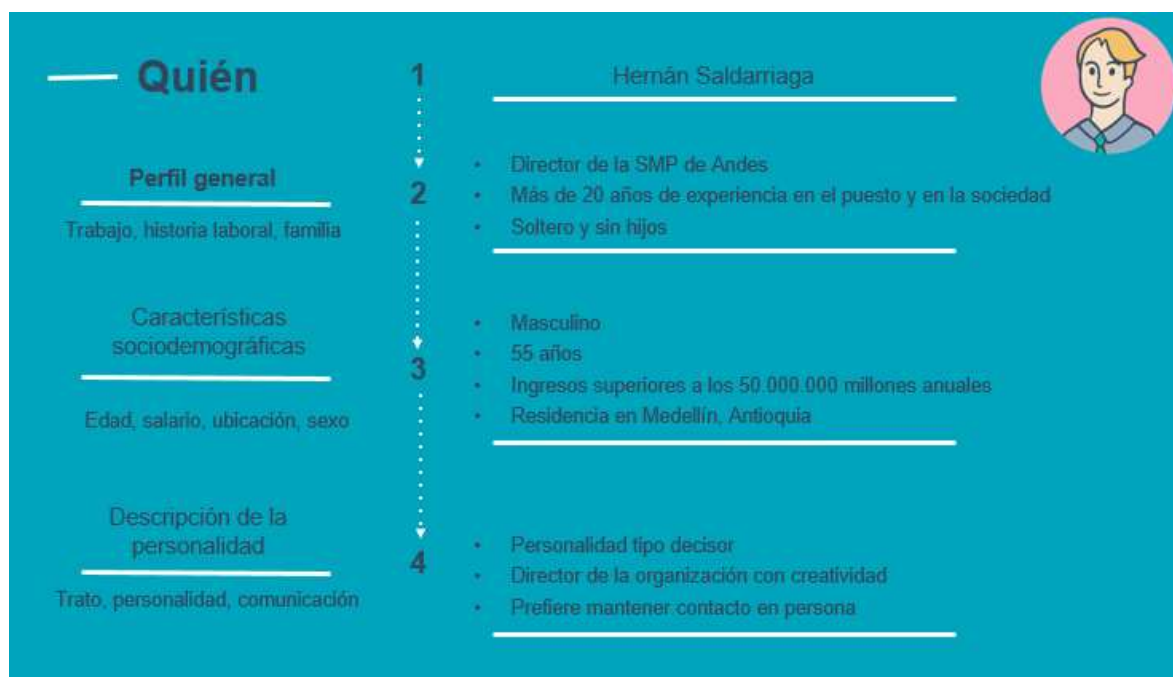 Quién
1
Hernán Saldarriaga
Perfil general
Trabajo, historia laboral, familia
2
• Director de la SMP de Andes
• Más de 20 años de experiencia en el puesto y en la sociedad
• Soltero y sin hijos
Características
sociodemográficas
Edad, salario, ubicación, sexo
3
• Masculino
• 55 años
• Ingresos superiores a los 50.000.000 millones anuales
• Residencia en Medellín, Antioquia
Descripción de la
personalidad
Trato, personalidad, comunicación
4
• Personalidad tipo decisor
• Director de la organización con creatividad
• Prefiere mantener contacto en persona